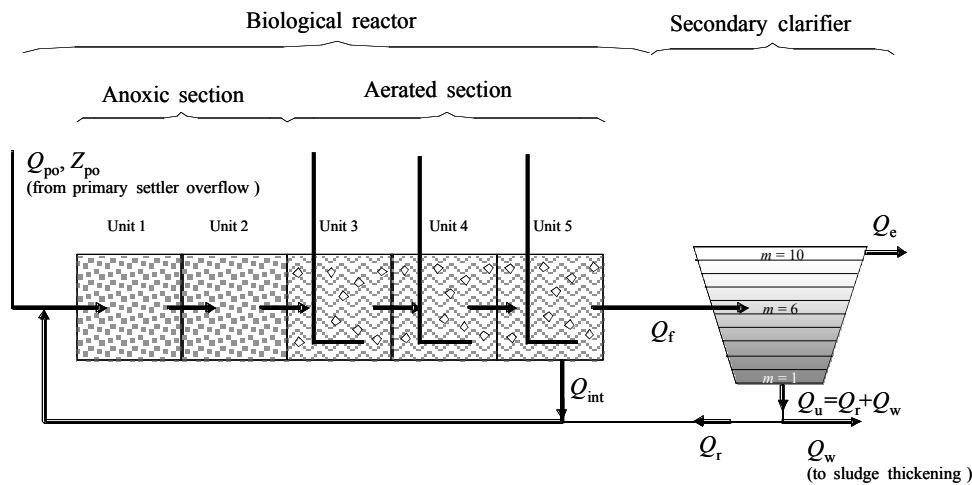 Biological reactor
Secondary clarifier
Anoxic section
Aerated section
Qpo, Zpo
(from primary settler overflow )
Unit 1
Unit 2
Unit 3
Unit 4
Unit 5
Qe
m = 10
m = 6
Qf
m = 1
Qint
Qu=Qr+Qw
Qr
Qw
(to sludge thickening )